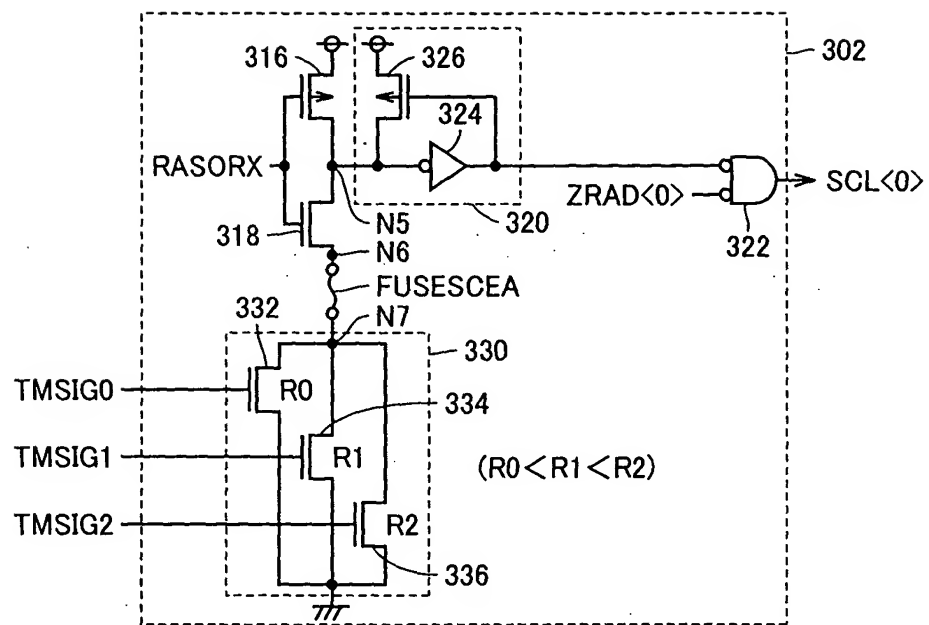 316
326
302
324
RASORX
ZRAD<0>
SCL<0>
322
320
N5
318
N6
FUSESCEA
332
N7
330
TMSIG0
R0
334
TMSIG1
R1
(R0<R1<R2)
TMSIG2
R2
336